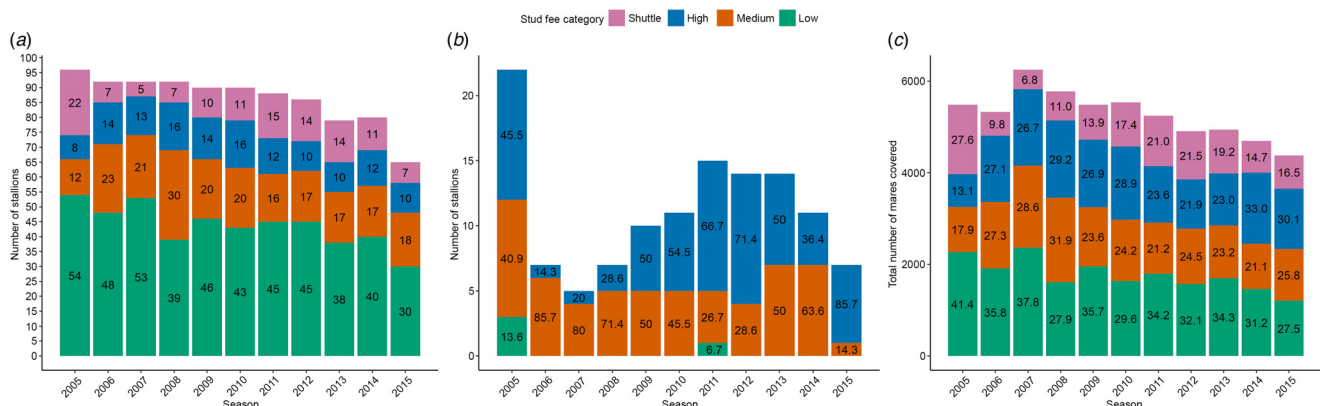 Stud fee category Shuttle High Medium Low
(a)
Number of stallions
100
95
90
85
80
75
70
65
60
55
50
45
40
35
30
25
20
15
10
5
0
22 7 5 7 10 11 15 14 14 11 7
8 14 13 16 14 16 12 10 10 12 10
12 23 21 30 20 20 16 17 17 17 18
54 48 53 39 46 43 45 45 38 40 30
2005 2006 2007 2008 2009 2010 2011 2012 2013 2014 2015
Season
(b)
Number of stallions
20
15
10
5
0
45.5 14.3 20 28.6 50 54.5 66.7 71.4 50 36.4 85.7
40.9 85.7 80 71.4 50 45.5 26.7 28.6 50 63.6 14.3
13.6 6.7
2005 2006 2007 2008 2009 2010 2011 2012 2013 2014 2015
Season
(c)
Total number of mares covered
6000
4000
2000
0
27.6 9.8 6.8 11.0 13.9 17.4 21.0 21.5 19.2 14.7 16.5
13.1 27.1 26.7 29.2 26.9 28.9 23.6 21.9 23.0 33.0 30.1
17.9 27.3 28.6 31.9 23.6 24.2 21.2 24.5 23.2 21.1 25.8
41.4 35.8 37.8 27.9 35.7 29.6 34.2 32.1 34.3 31.2 27.5
2005 2006 2007 2008 2009 2010 2011 2012 2013 2014 2015
Season